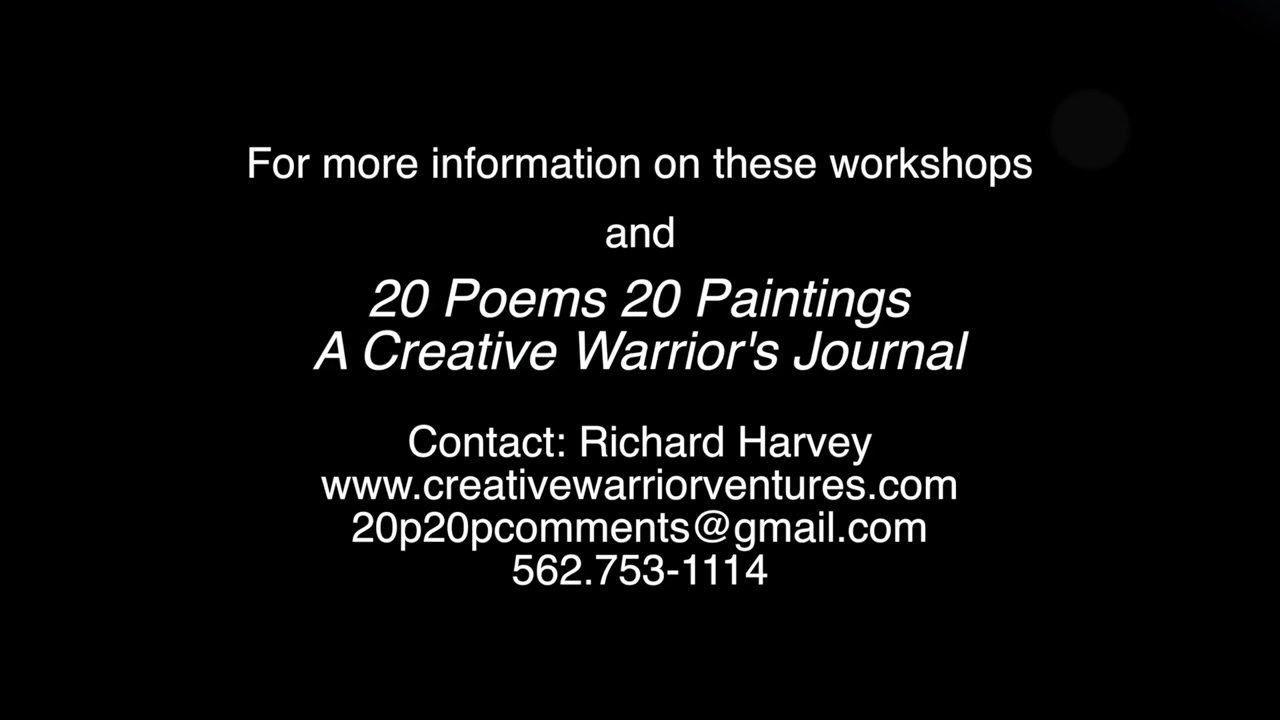 For more information on these workshops
and
20 Poems 20 Paintings
A Creative Warrior's Journal
Contact: Richard Harvey
www.creativewarriorventures.com
20p20pcomments@gmail.com
562.753-1114